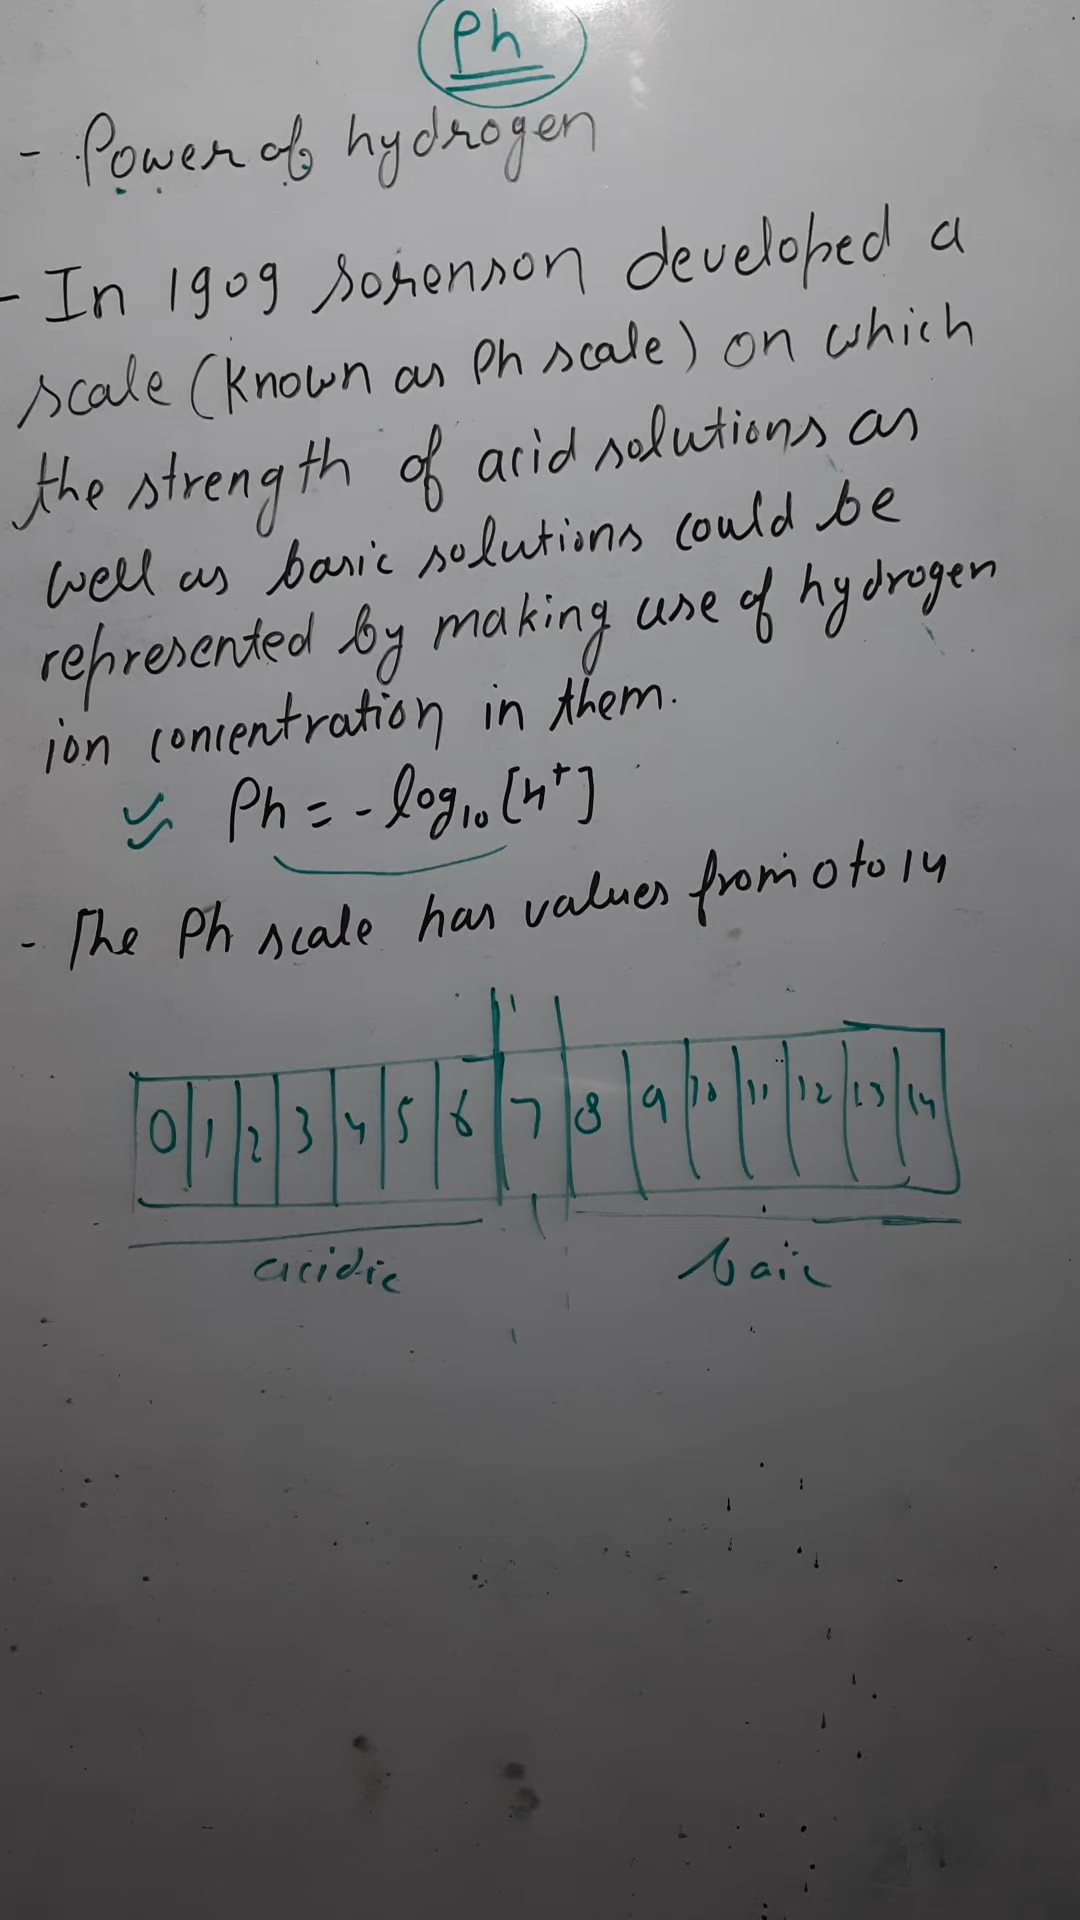 Ph
- Power of hydrogen
- In 1909 sorenson developed a
scale (known as Ph scale) on which
the strength of acid solutions as
well as basic solutions could be
represented by making use of hydrogen
ion concentration in them.
Ph = -log₁₀ [H⁺]
- The Ph scale has values from 0 to 14
0 1 2 3 4 5 6 7 8 9 10 11 12 13 14
acidic baic